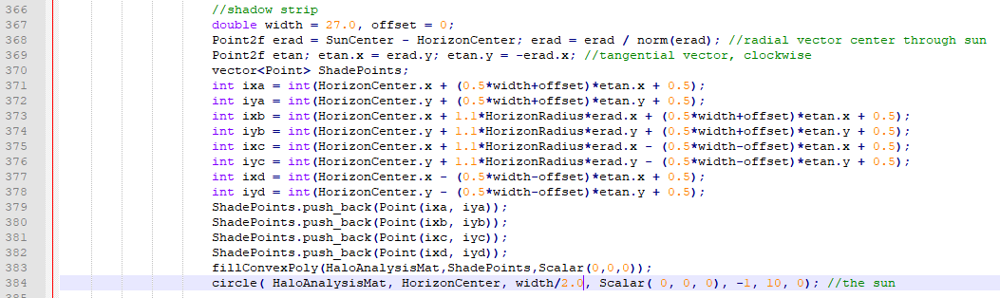 366 //shadow strip
367 double width = 27.0, offset = 0;
368 Point2f erad = SunCenter - HorizonCenter; erad = erad / norm(erad); //radial vector center through sun
369 Point2f etan; etan.x = erad.y; etan.y = -erad.x; //tangential vector, clockwise
370 vector<Point> ShadePoints;
371 int ixa = int(HorizonCenter.x + (0.5*width+offset)*etan.x + 0.5);
372 int iya = int(HorizonCenter.y + (0.5*width+offset)*etan.y + 0.5);
373 int ixb = int(HorizonCenter.x + 1.1*HorizonRadius*erad.x + (0.5*width+offset)*etan.x + 0.5);
374 int iyb = int(HorizonCenter.y + 1.1*HorizonRadius*erad.y + (0.5*width+offset)*etan.y + 0.5);
375 int ixc = int(HorizonCenter.x + 1.1*HorizonRadius*erad.x - (0.5*width-offset)*etan.x + 0.5);
376 int iyc = int(HorizonCenter.y + 1.1*HorizonRadius*erad.y - (0.5*width-offset)*etan.y + 0.5);
377 int ixd = int(HorizonCenter.x - (0.5*width-offset)*etan.x + 0.5);
378 int iyd = int(HorizonCenter.y - (0.5*width-offset)*etan.y + 0.5);
379 ShadePoints.push_back(Point(ixa, iya));
380 ShadePoints.push_back(Point(ixb, iyb));
381 ShadePoints.push_back(Point(ixc, iyc));
382 ShadePoints.push_back(Point(ixd, iyd));
383 fillConvexPoly(HaloAnalysisMat,ShadePoints,Scalar(0,0,0));
384 circle( HaloAnalysisMat, HorizonCenter, width/2.0, Scalar( 0, 0, 0), -1, 10, 0); //the sun
385